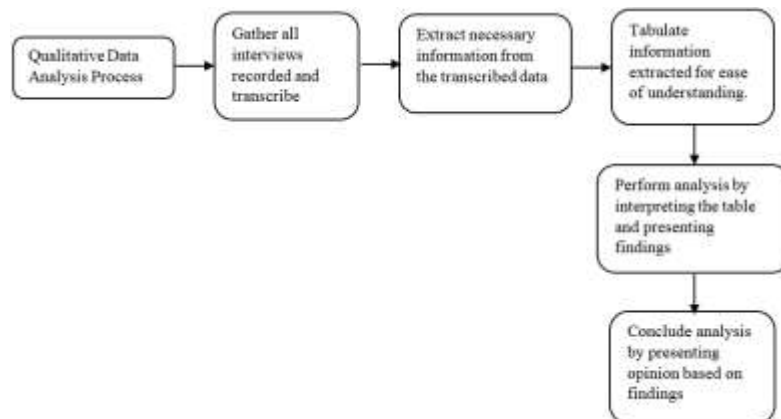 Qualitative Data
Analysis Process
Gather all
interviews
recorded and
transcribe
Extract necessary
information from
the transcribed data
Tabulate
information
extracted for ease
of understanding.
Perform analysis by
interpreting the table
and presenting
findings
Conclude analysis
by presenting
opinion based on
findings